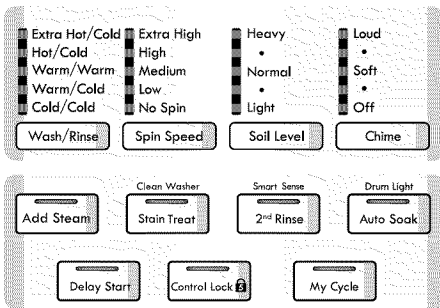 Extra Hot/Cold Extra High Heavy Loud
Hot/Cold High •  •
Warm/Warm Medium Normal Soft
Warm/Cold Low •  •
Cold/Cold No Spin Light Off
Wash/Rinse Spin Speed Soil Level Chime
Clean Washer Smart Sense Drum Light
Add Steam Stain Treat 2nd Rinse Auto Soak
Delay Start Control Lock My Cycle